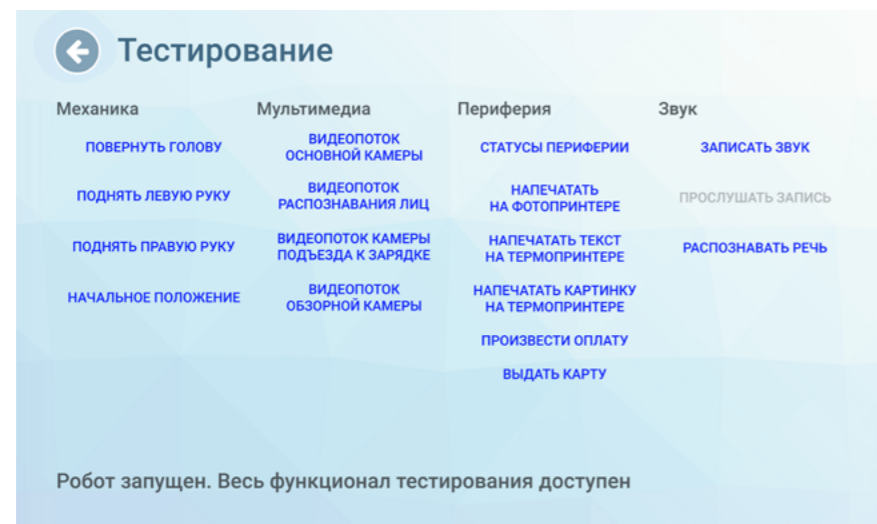 Тестирование
Механика
ПОВЕРНУТЬ ГОЛОВУ
ПОДНЯТЬ ЛЕВУЮ РУКУ
ПОДНЯТЬ ПРАВУЮ РУКУ
НАЧАЛЬНОЕ ПОЛОЖЕНИЕ
Мультимедиа
ВИДЕОПОТОК
ОСНОВНОЙ КАМЕРЫ
ВИДЕОПОТОК
РАСПОЗНАВАНИЯ ЛИЦ
ВИДЕОПОТОК КАМЕРЫ
ПОДЪЕЗДА К ЗАРЯДКЕ
ВИДЕОПОТОК
ОБЗОРНОЙ КАМЕРЫ
Периферия
СТАТУСЫ ПЕРИФЕРИИ
НАПЕЧАТАТЬ
НА ФОТОПРИНТЕРЕ
НАПЕЧАТАТЬ ТЕКСТ
НА ТЕРМОПРИНТЕРЕ
НАПЕЧАТАТЬ КАРТИНКУ
НА ТЕРМОПРИНТЕРЕ
ПРОИЗВЕСТИ ОПЛАТУ
ВЫДАТЬ КАРТУ
Звук
ЗАПИСАТЬ ЗВУК
ПРОСЛУШАТЬ ЗАПИСЬ
РАСПОЗНАВАТЬ РЕЧЬ
Робот запущен. Весь функционал тестирования доступен